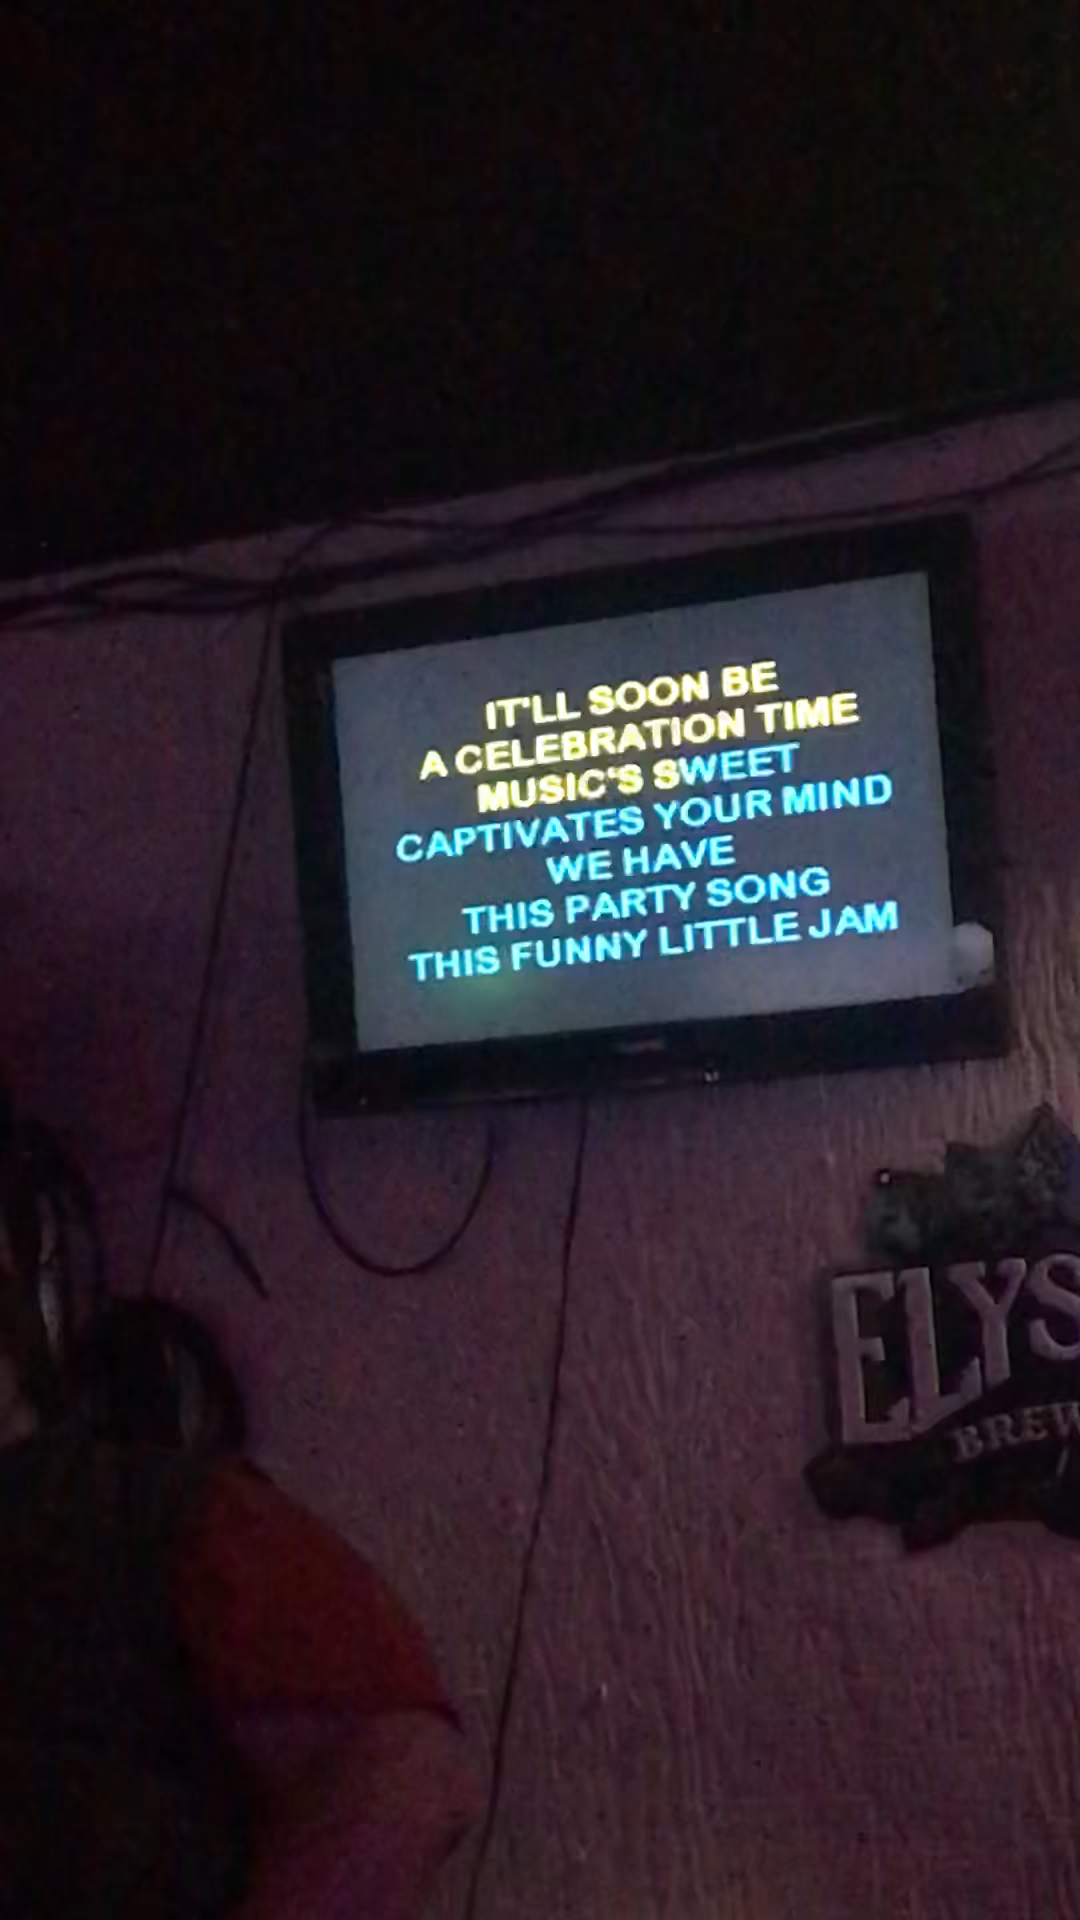 IT'LL SOON BE
A CELEBRATION TIME
MUSIC'S SWEET
CAPTIVATES YOUR MIND
WE HAVE
THIS PARTY SONG
THIS FUNNY LITTLE JAM
ELYS
BREW